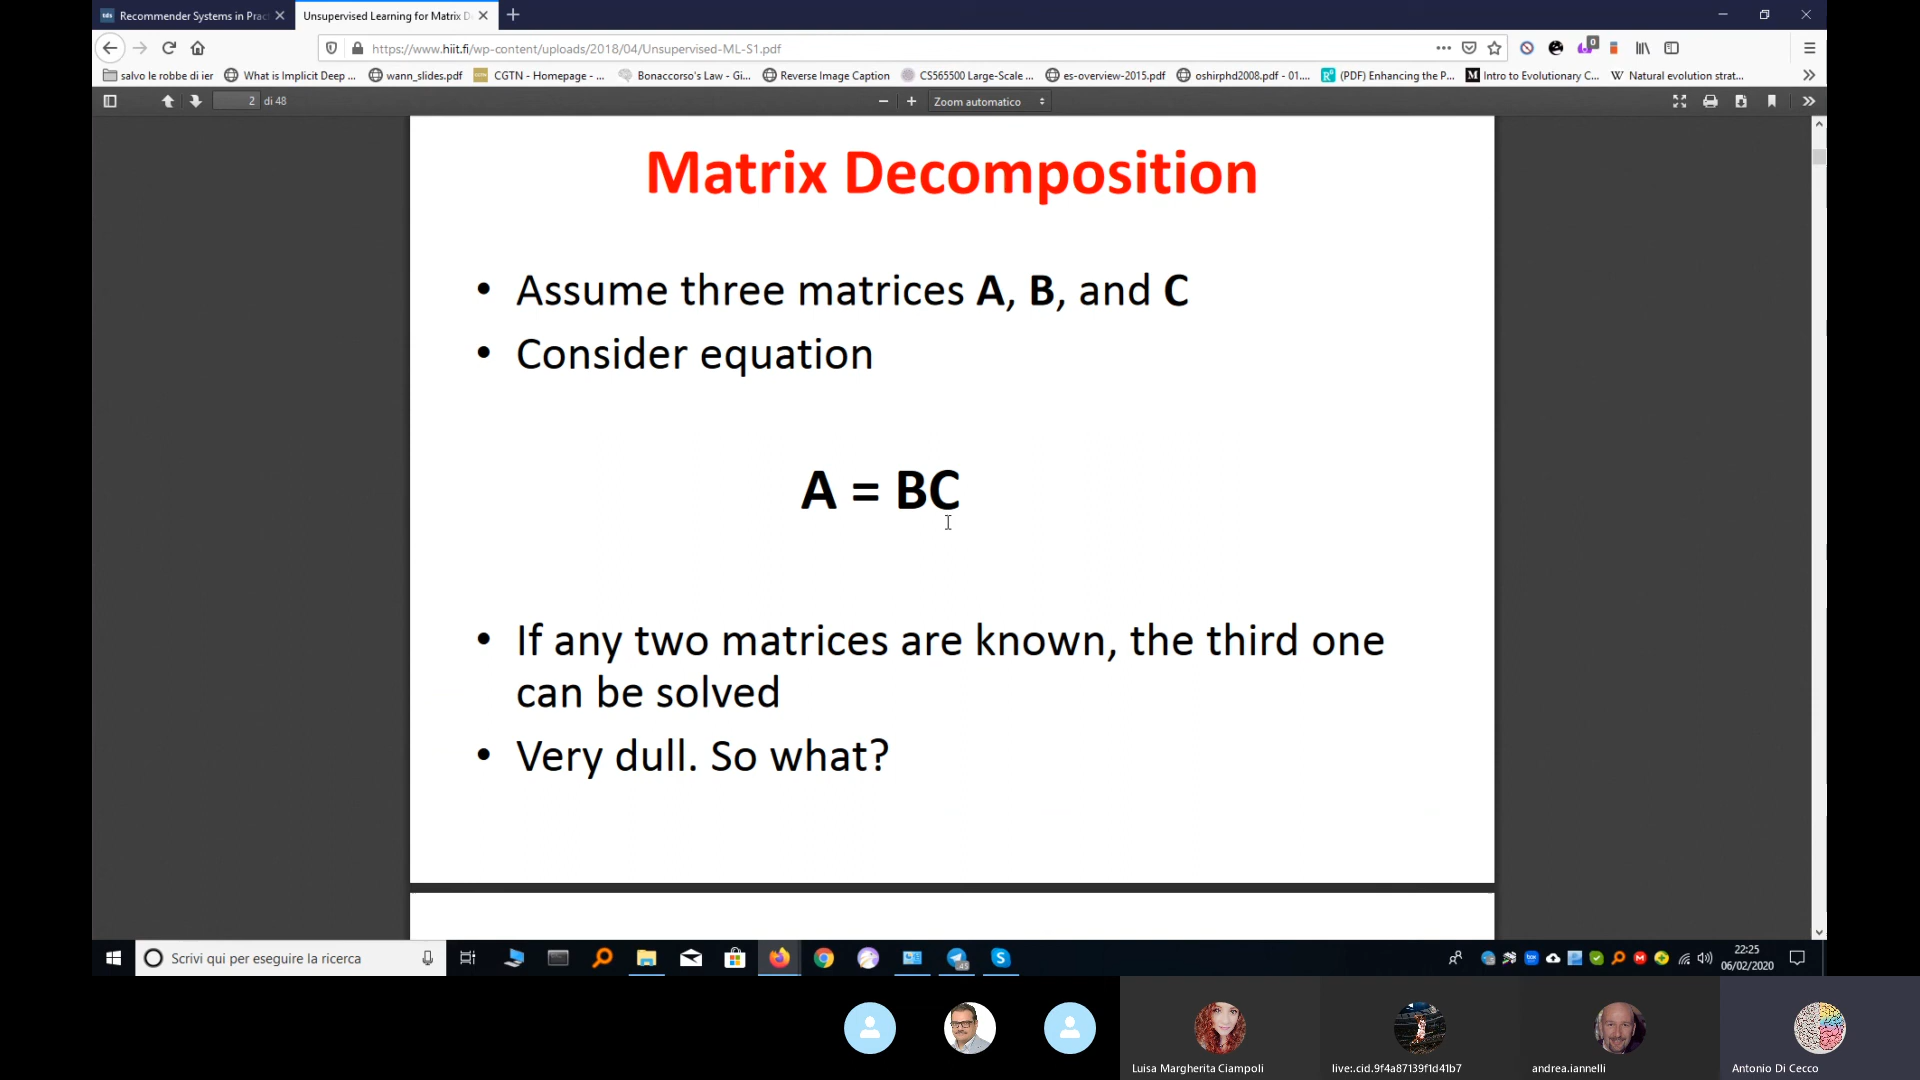 Recommender Systems in Prac
Unsupervised Learning for Matrix D
https://www.hiit.fi/wp-content/uploads/2018/04/Unsupervised-ML-S1.pdf
0
salvo le robbe di ier
What is Implicit Deep ...
wann_slides.pdf
CGTN - Homepage - ...
Bonaccorso's Law - Gi...
Reverse Image Caption
CS565500 Large-Scale ...
es-overview-2015.pdf
oshirphd2008.pdf - 01....
(PDF) Enhancing the P...
Intro to Evolutionary C...
Natural evolution strat...
2 di 48
Zoom automatico
Matrix Decomposition
• Assume three matrices A, B, and C
• Consider equation
A = BC
• If any two matrices are known, the third one
can be solved
• Very dull. So what?
Scrivi qui per eseguire la ricerca
22:25
06/02/2020
Luisa Margherita Ciampoli
live:.cid.9f4a87139f1d41b7
andrea.iannelli
Antonio Di Cecco